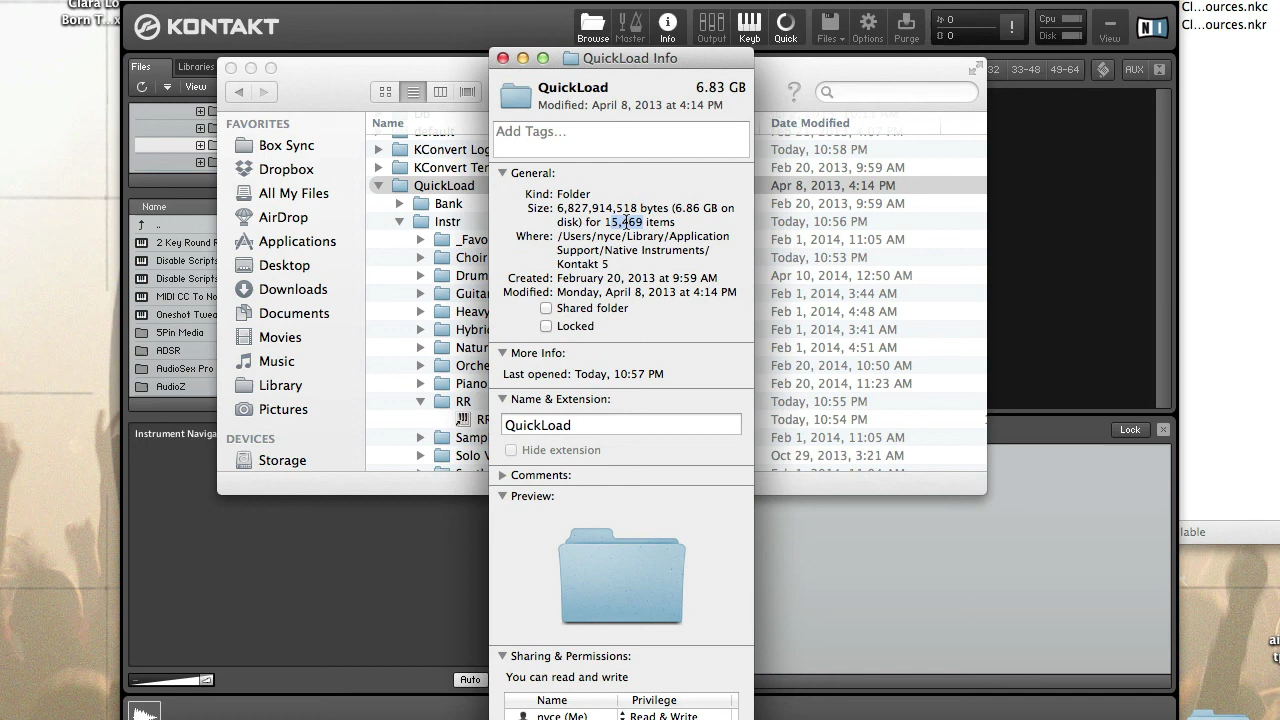 Born T...x
Cl...ources.nkc
Cl...ources.nkr
KONTAKT
Browse
Master
Info
Output
Keyb
Quick
Files
Options
Purge
0
0
!
Cpu
Disk
View
NI
Files
Libraries
View
32
33-48
49-64
AUX
Name
2 Key Round R
Disable Scripts
Disable Scripts
MIDI CC To No
Oneshot Tweak
5Pin Media
ADSR
AudioSex Pro
AudioZ
Instrument Naviga
Auto
Lock
FAVORITES
Box Sync
Dropbox
All My Files
AirDrop
Applications
Desktop
Downloads
Documents
Movies
Music
Library
Pictures
DEVICES
Storage
Name
default
KConvert Log
KConvert Ter
QuickLoad
Bank
Instr
_Favo
Choir
Drum
Guitar
Heavy
Hybri
Natur
Orche
Piano
RR
RR
Samp
Solo V
Date Modified
Today, 10:58 PM
Feb 20, 2013, 9:59 AM
Apr 8, 2013, 4:14 PM
Feb 20, 2013, 9:59 AM
Today, 10:56 PM
Feb 1, 2014, 11:05 AM
Today, 10:53 PM
Apr 10, 2014, 12:50 AM
Feb 1, 2014, 3:44 AM
Feb 1, 2014, 4:48 AM
Feb 1, 2014, 3:41 AM
Feb 1, 2014, 4:51 AM
Feb 20, 2014, 10:50 AM
Feb 20, 2014, 11:23 AM
Today, 10:55 PM
Today, 10:54 PM
Feb 1, 2014, 11:05 AM
Oct 29, 2013, 3:21 AM
QuickLoad Info
QuickLoad 6.83 GB
Modified: April 8, 2013 at 4:14 PM
Add Tags...
General:
Kind: Folder
Size: 6,827,914,518 bytes (6.86 GB on
disk) for 15,469 items
Where: /Users/nyce/Library/Application
Support/Native Instruments/
Kontakt 5
Created: February 20, 2013 at 9:59 AM
Modified: Monday, April 8, 2013 at 4:14 PM
Shared folder
Locked
More Info:
Last opened: Today, 10:57 PM
Name & Extension:
QuickLoad
Hide extension
Comments:
Preview:
Sharing & Permissions:
You can read and write
Name Privilege
nyce (Me) Read & Write
lable